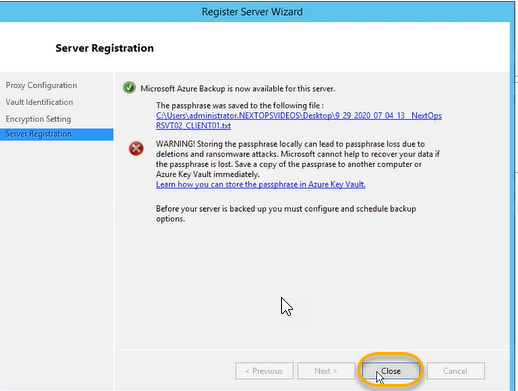 Register Server Wizard
Server Registration
Proxy Configuration
Vault Identification
Encryption Setting
Server Registration
Microsoft Azure Backup is now available for this server.
The passphrase was saved to the following file :
C:\Users\administrator.NEXTOPSVIDEOS\Desktop\9_29_2020_07_04_13__NextOps
RSVT02_CLIENT01.txt
WARNING! Storing the passphrase locally can lead to passphrase loss due to
deletions and ransomware attacks. Microsoft cannot help to recover your data if
the passphrase is lost. Save a copy of the passphrase to another computer or
Azure Key Vault immediately.
Learn how you can store the passphrase in Azure Key Vault.
Before your server is backed up you must configure and schedule backup
options.
< Previous
Next >
Close
Cancel